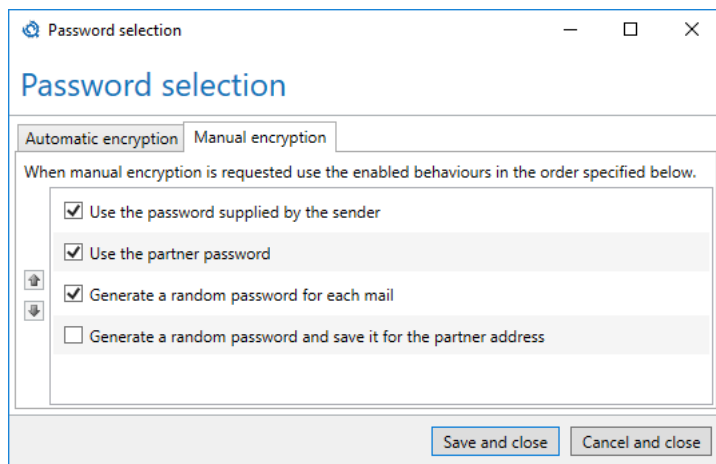 Password selection
Password selection
Automatic encryption
Manual encryption
When manual encryption is requested use the enabled behaviours in the order specified below.
Use the password supplied by the sender
Use the partner password
Generate a random password for each mail
Generate a random password and save it for the partner address
Save and close
Cancel and close